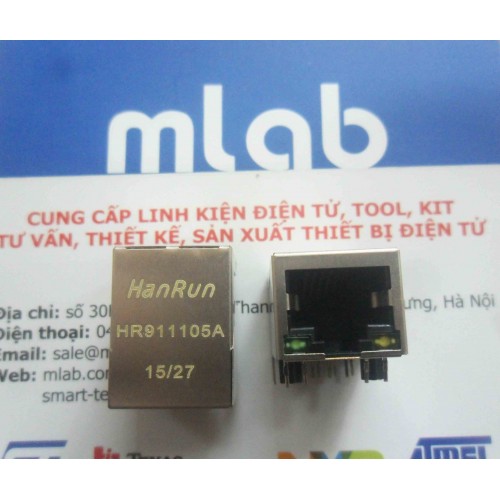 mlab
CUNG CẤP LINH KIỆN ĐIỆN TỬ, TOOL, KIT
TƯ VẤN, THIẾT KẾ, SẢN XUẤT THIẾT BỊ ĐIỆN TỬ
HanRun
HR911105A
15/27
Địa chỉ: số 30
ưng, Hà Nội
Điện thoại: 04
Email: sale@m
Web: mlab.com
smart-te
ATMEL